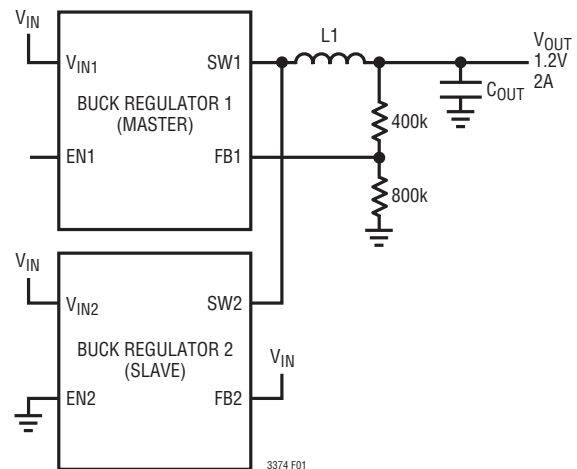 VIN
VIN1
SW1
L1
VOUT
1.2V
2A
COUT
BUCK REGULATOR 1
(MASTER)
400k
EN1
FB1
800k
VIN
VIN2
SW2
BUCK REGULATOR 2
(SLAVE)
VIN
EN2
FB2
3374 F01